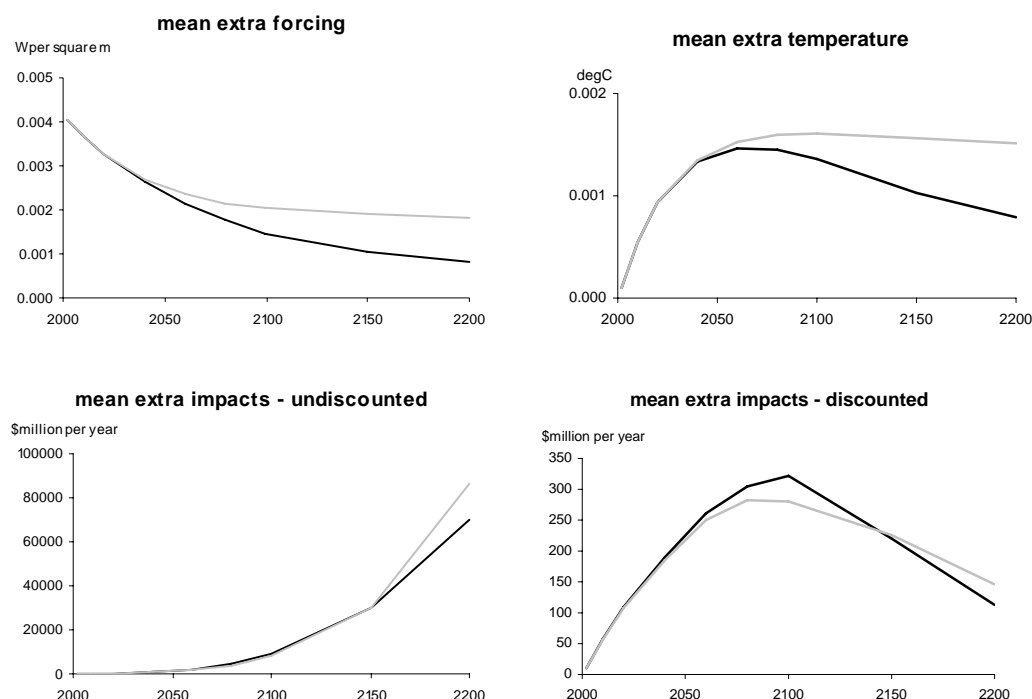 mean extra forcing
W per square m
0.005
0.004
0.003
0.002
0.001
0.000
2000 2050 2100 2150 2200
mean extra temperature
degC
0.002
0.001
0.000
2000 2050 2100 2150 2200
mean extra impacts - undiscounted
$million per year
100000
80000
60000
40000
20000
0
2000 2050 2100 2150 2200
mean extra impacts - discounted
$million per year
350
300
250
200
150
100
50
0
2000 2050 2100 2150 2200